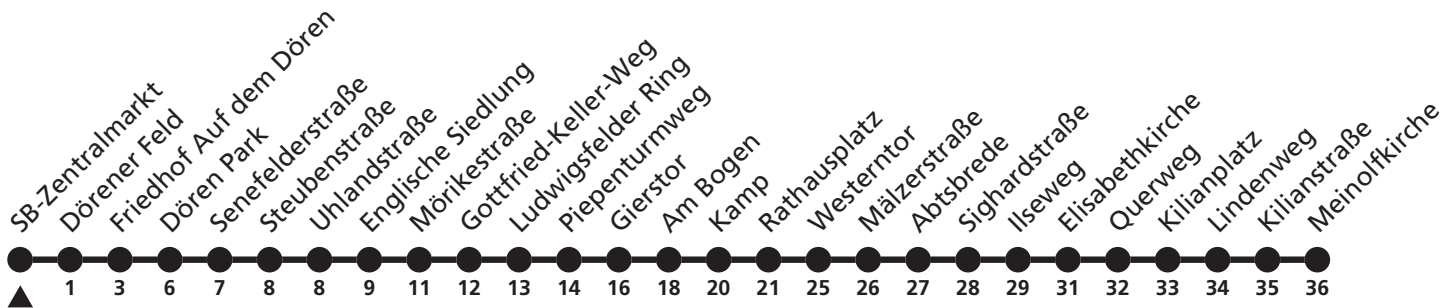 SB-Zentralmarkt
Dörener Feld
Friedhof Auf dem Dören
Dören Park
Senefelderstraße
Steubenstraße
Uhlandstraße
Englische Siedlung
Mörikestraße
Gottfried-Keller-Weg
Ludwigsfelder Ring
Piepenturmweg
Gierstor
Am Bogen
Kamp
Rathausplatz
Westerntor
Mälzerstraße
Abtsbrede
Sighardstraße
Ilseweg
Elisabethkirche
Querweg
Kilianplatz
Lindenweg
Kilianstraße
Meinolfkirche
1 3 6 7 8 8 9 11 12 13 14 16 18 20 21 25 26 27 28 29 31 32 33 34 35 36